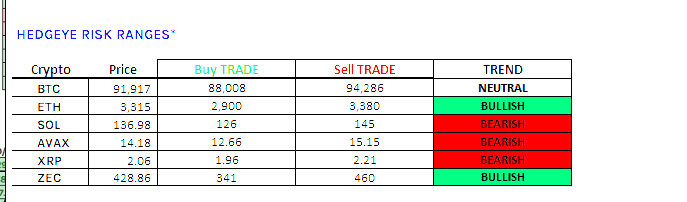 HEDGEYE RISK RANGES*
Crypto Price Buy TRADE Sell TRADE TREND
BTC 91,917 88,008 94,286 NEUTRAL
ETH 3,315 2,900 3,380 BULLISH
SOL 136.98 126 145 BEARISH
AVAX 14.18 12.66 15.15 BEARISH
XRP 2.06 1.96 2.21 BEARISH
ZEC 428.86 341 460 BULLISH